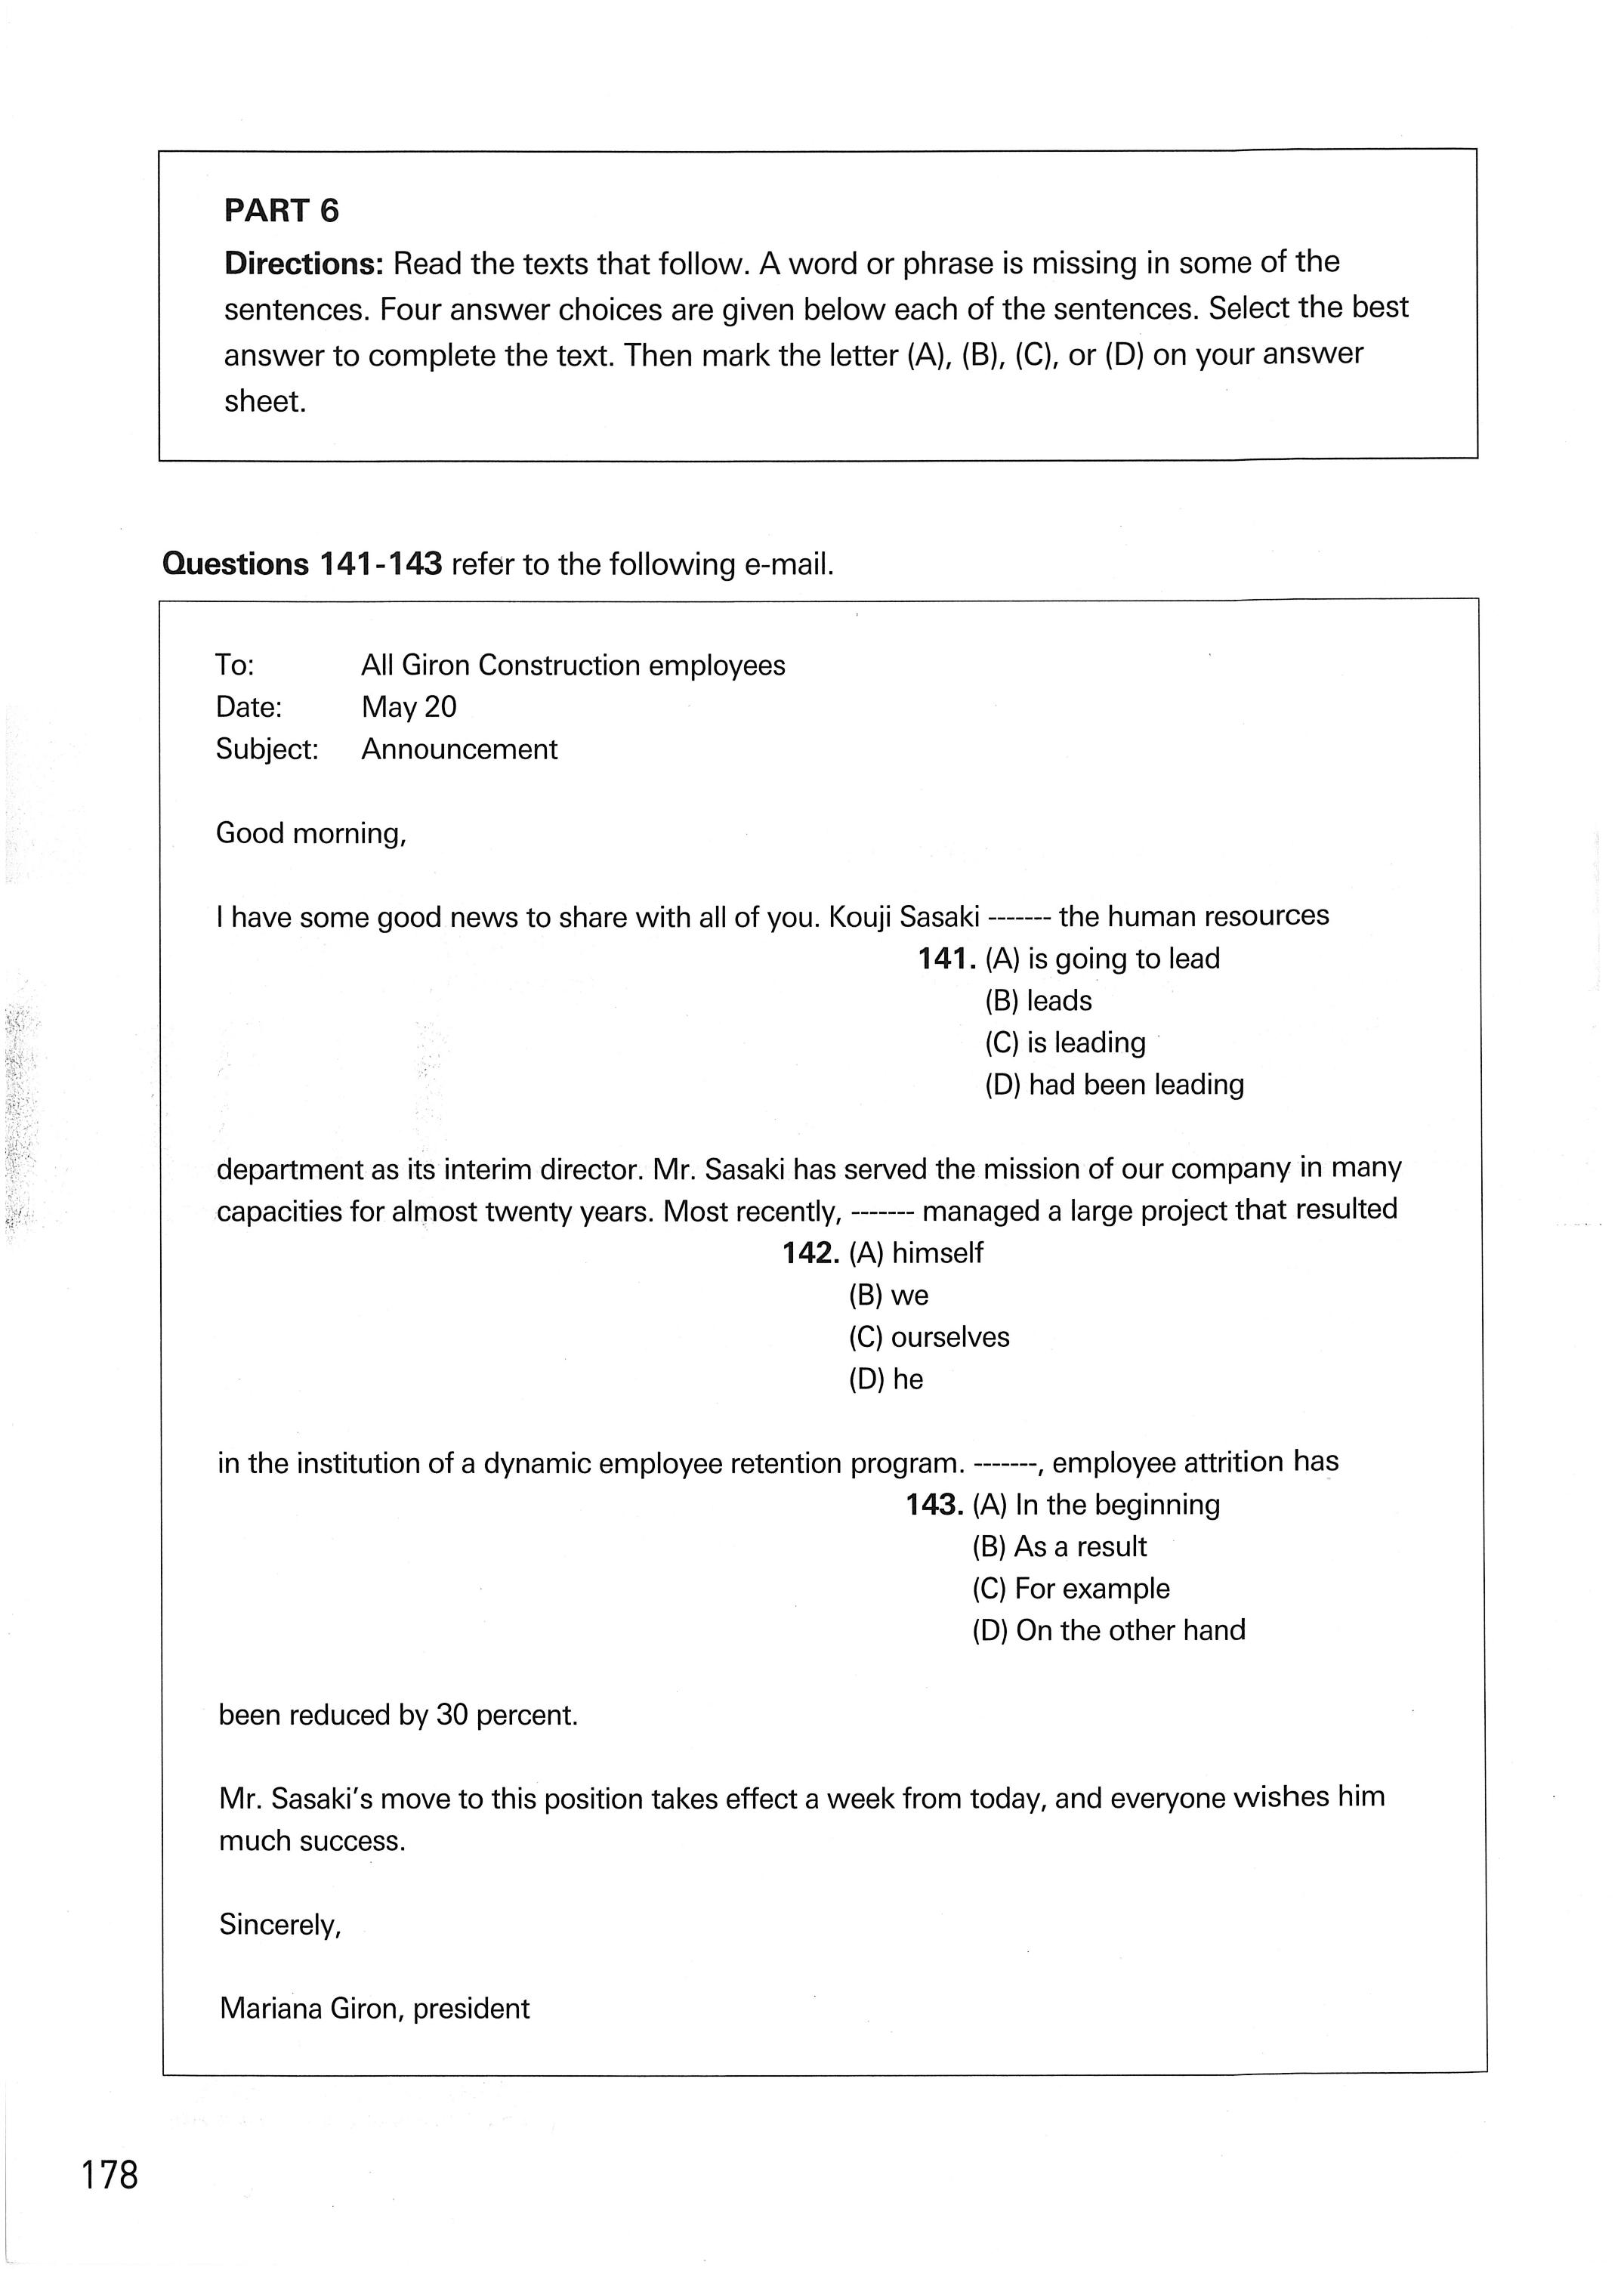 PART 6
Directions: Read the texts that follow. A word or phrase is missing in some of the
sentences. Four answer choices are given below each of the sentences. Select the best
answer to complete the text. Then mark the letter (A), (B), (C), or (D) on your answer
sheet.
Questions 141-143 refer to the following e-mail.
To: All Giron Construction employees
Date: May 20
Subject: Announcement
Good morning,
I have some good news to share with all of you. Kouji Sasaki ------- the human resources
141. (A) is going to lead
(B) leads
(C) is leading
(D) had been leading
department as its interim director. Mr. Sasaki has served the mission of our company in many
capacities for almost twenty years. Most recently, ------- managed a large project that resulted
142. (A) himself
(B) we
(C) ourselves
(D) he
in the institution of a dynamic employee retention program. -------, employee attrition has
143. (A) In the beginning
(B) As a result
(C) For example
(D) On the other hand
been reduced by 30 percent.
Mr. Sasaki's move to this position takes effect a week from today, and everyone wishes him
much success.
Sincerely,
Mariana Giron, president
178